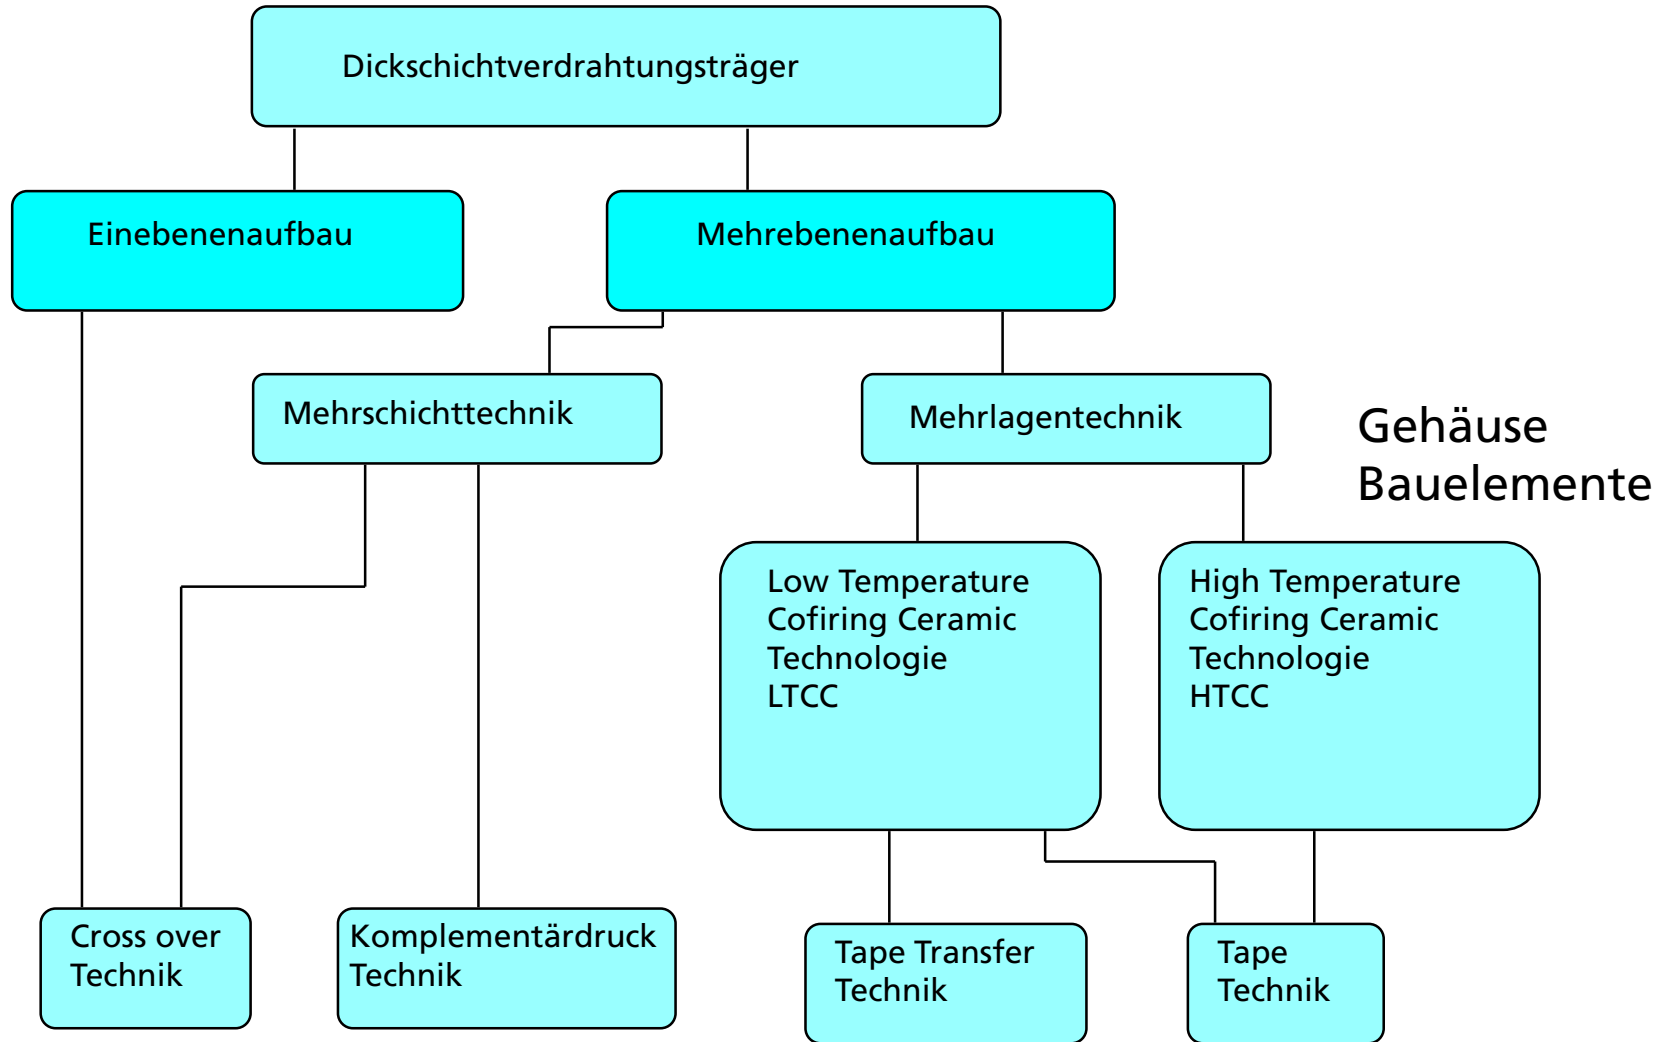 Dickschichtverdrahtungsträger
Einebenenaufbau
Mehrebenenaufbau
Mehrschichttechnik
Mehrlagentechnik
Gehäuse
Bauelemente
Low Temperature
Cofiring Ceramic
Technologie
LTCC
High Temperature
Cofiring Ceramic
Technologie
HTCC
Cross over
Technik
Komplementärdruck
Technik
Tape Transfer
Technik
Tape
Technik